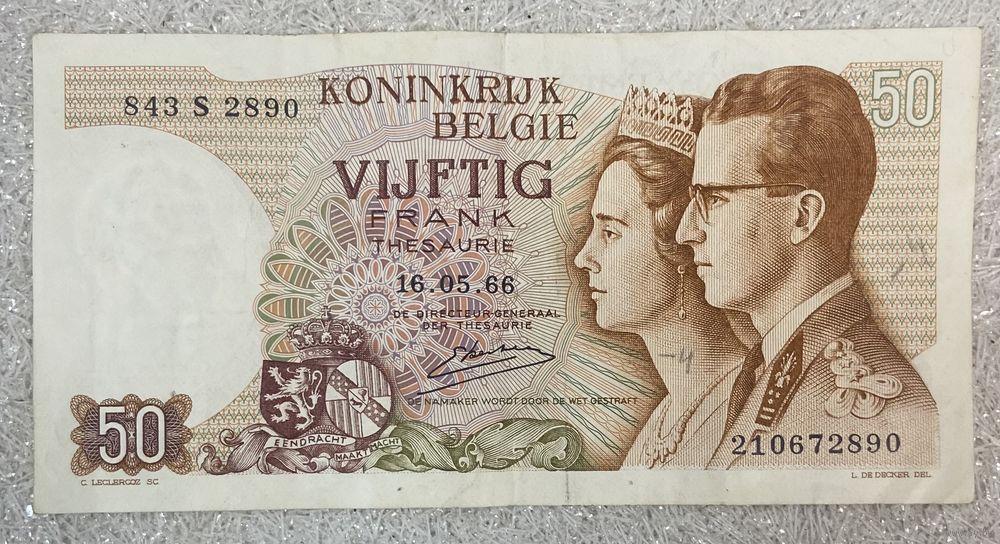 843 S 2890
KONINKRIJK
BELGIE
50
VIJFTIG
FRANK
THESAURIE
16.05.66
DE DIRECTEUR-GENERAAL
DER THESAURIE
DE NAMAKER WORDT DOOR DE WET GESTRAFT
50
EENDRACHT
MAAKT MACHT
210672890
C. LECLERCQZ SC
L. DE DECKER DEL.